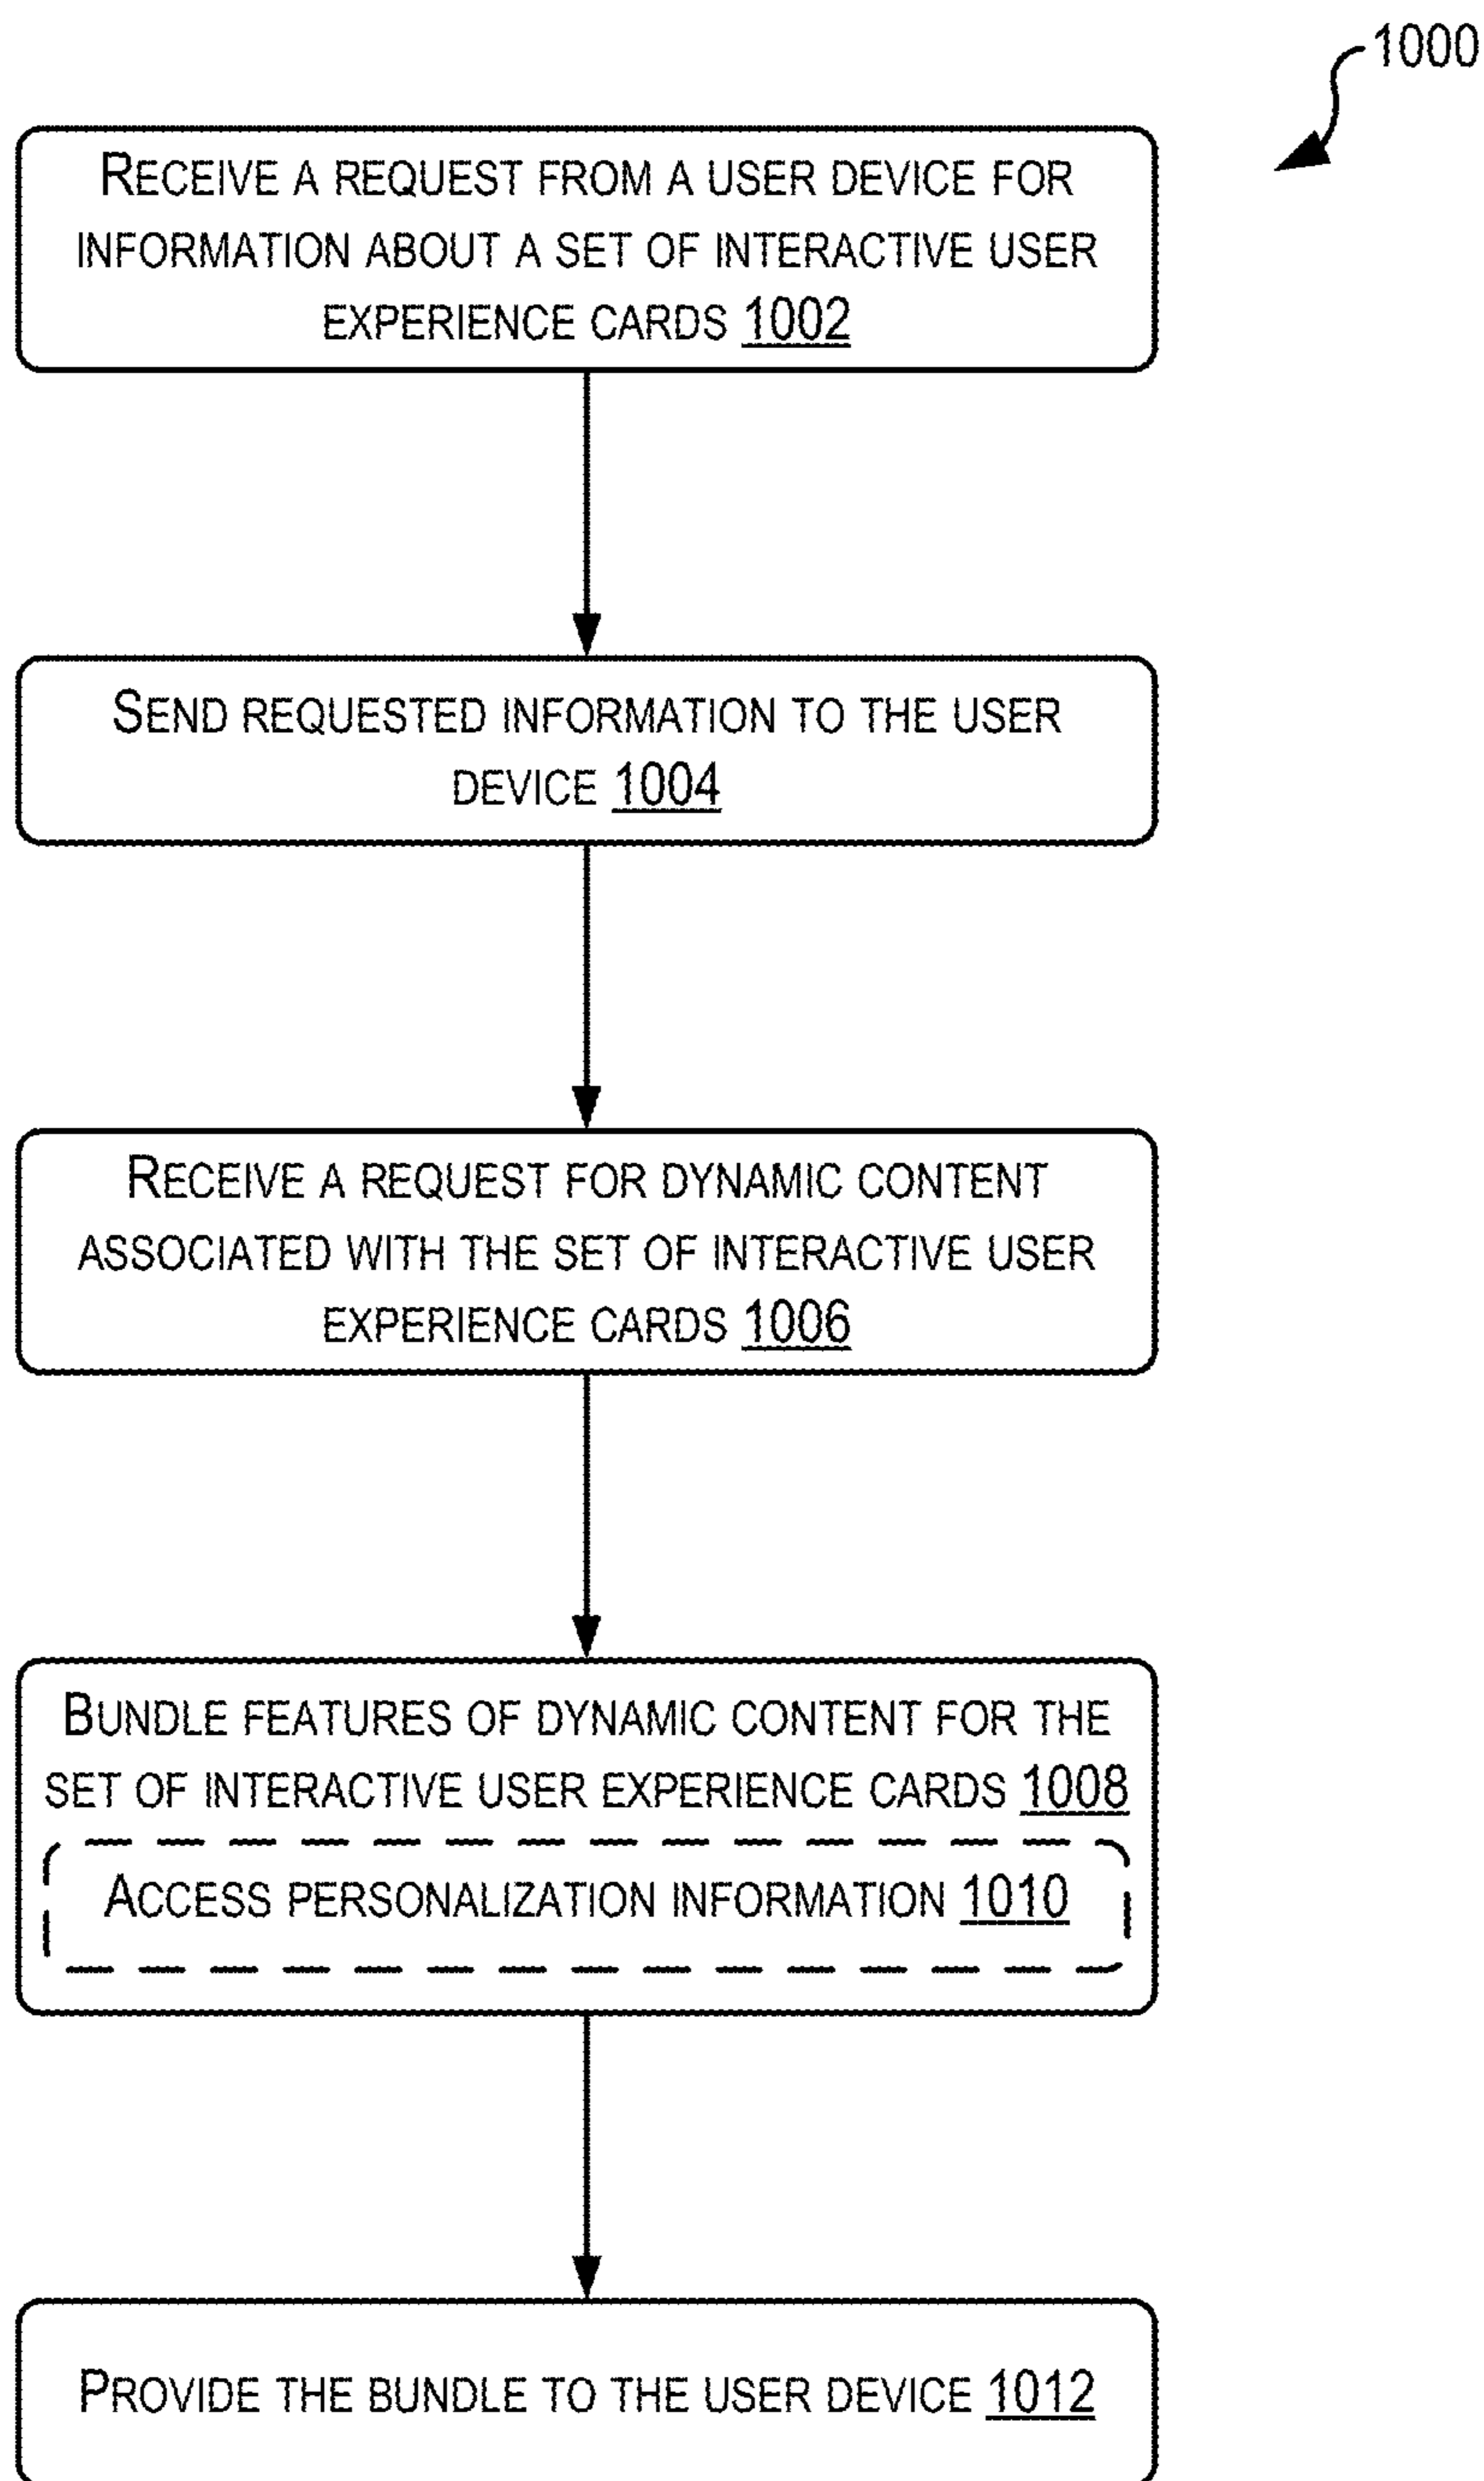 1000
RECEIVE A REQUEST FROM A USER DEVICE FOR
INFORMATION ABOUT A SET OF INTERACTIVE USER
EXPERIENCE CARDS 1002
SEND REQUESTED INFORMATION TO THE USER
DEVICE 1004
RECEIVE A REQUEST FOR DYNAMIC CONTENT
ASSOCIATED WITH THE SET OF INTERACTIVE USER
EXPERIENCE CARDS 1006
BUNDLE FEATURES OF DYNAMIC CONTENT FOR THE
SET OF INTERACTIVE USER EXPERIENCE CARDS 1008
ACCESS PERSONALIZATION INFORMATION 1010
PROVIDE THE BUNDLE TO THE USER DEVICE 1012